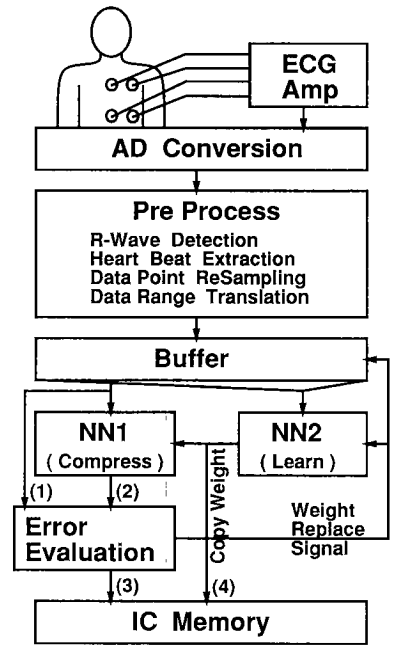 ECG
Amp
AD Conversion
Pre Process
R-Wave Detection
Heart Beat Extraction
Data Point ReSampling
Data Range Translation
Buffer
NN1
( Compress )
NN2
( Learn )
(1)
(2)
Copy Weight
Weight
Replace
Signal
Error
Evaluation
(3)
(4)
IC Memory